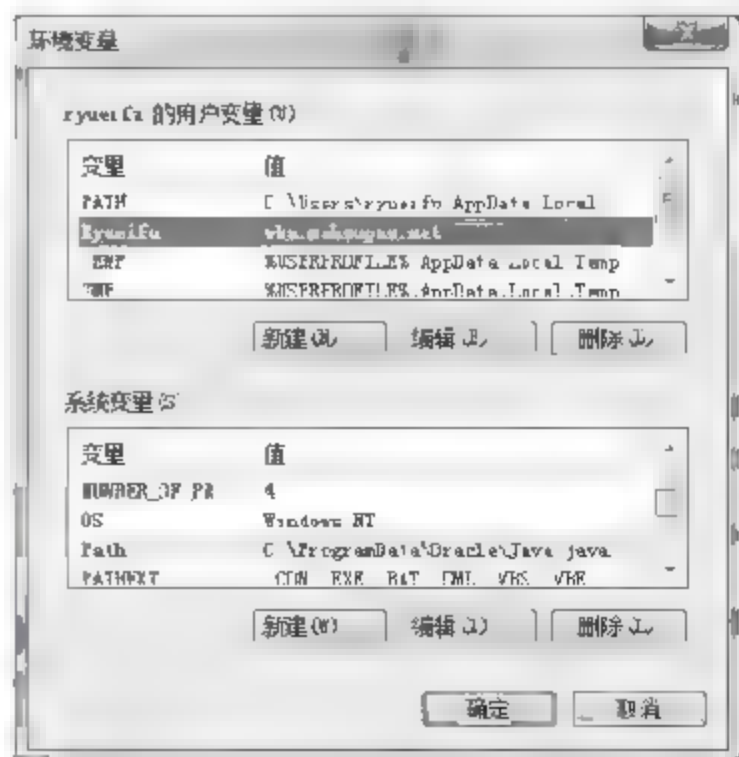 环境变量
ryueifu 的用户变量(U)
变量 值
PATH C:\Users\ryueifu\AppData\Local
Ryueifu
TEMP %USERPROFILE%\AppData\Local\Temp
TMP %USERPROFILE%\AppData\Local\Temp
新建(N) 编辑(E) 删除(D)
系统变量(S)
变量 值
NUMBER_OF_PR 4
OS Windows_NT
Path C:\ProgramData\Oracle\Java\java
PATHEXT .COM;.EXE;.BAT;.CMD;.VBS;.VBE
新建(W) 编辑(I) 删除(L)
确定 取消